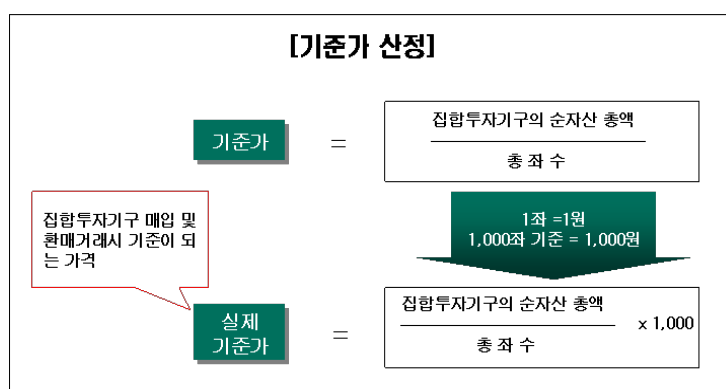 [기준가 산정]
기준가
=
집합투자기구의 순자산 총액
총 좌 수
1좌 =1원
1,000좌 기준 = 1,000원
집합투자기구 매입 및
환매거래시 기준이 되
는 가격
실제
기준가
=
집합투자기구의 순자산 총액
총 좌 수
x 1,000